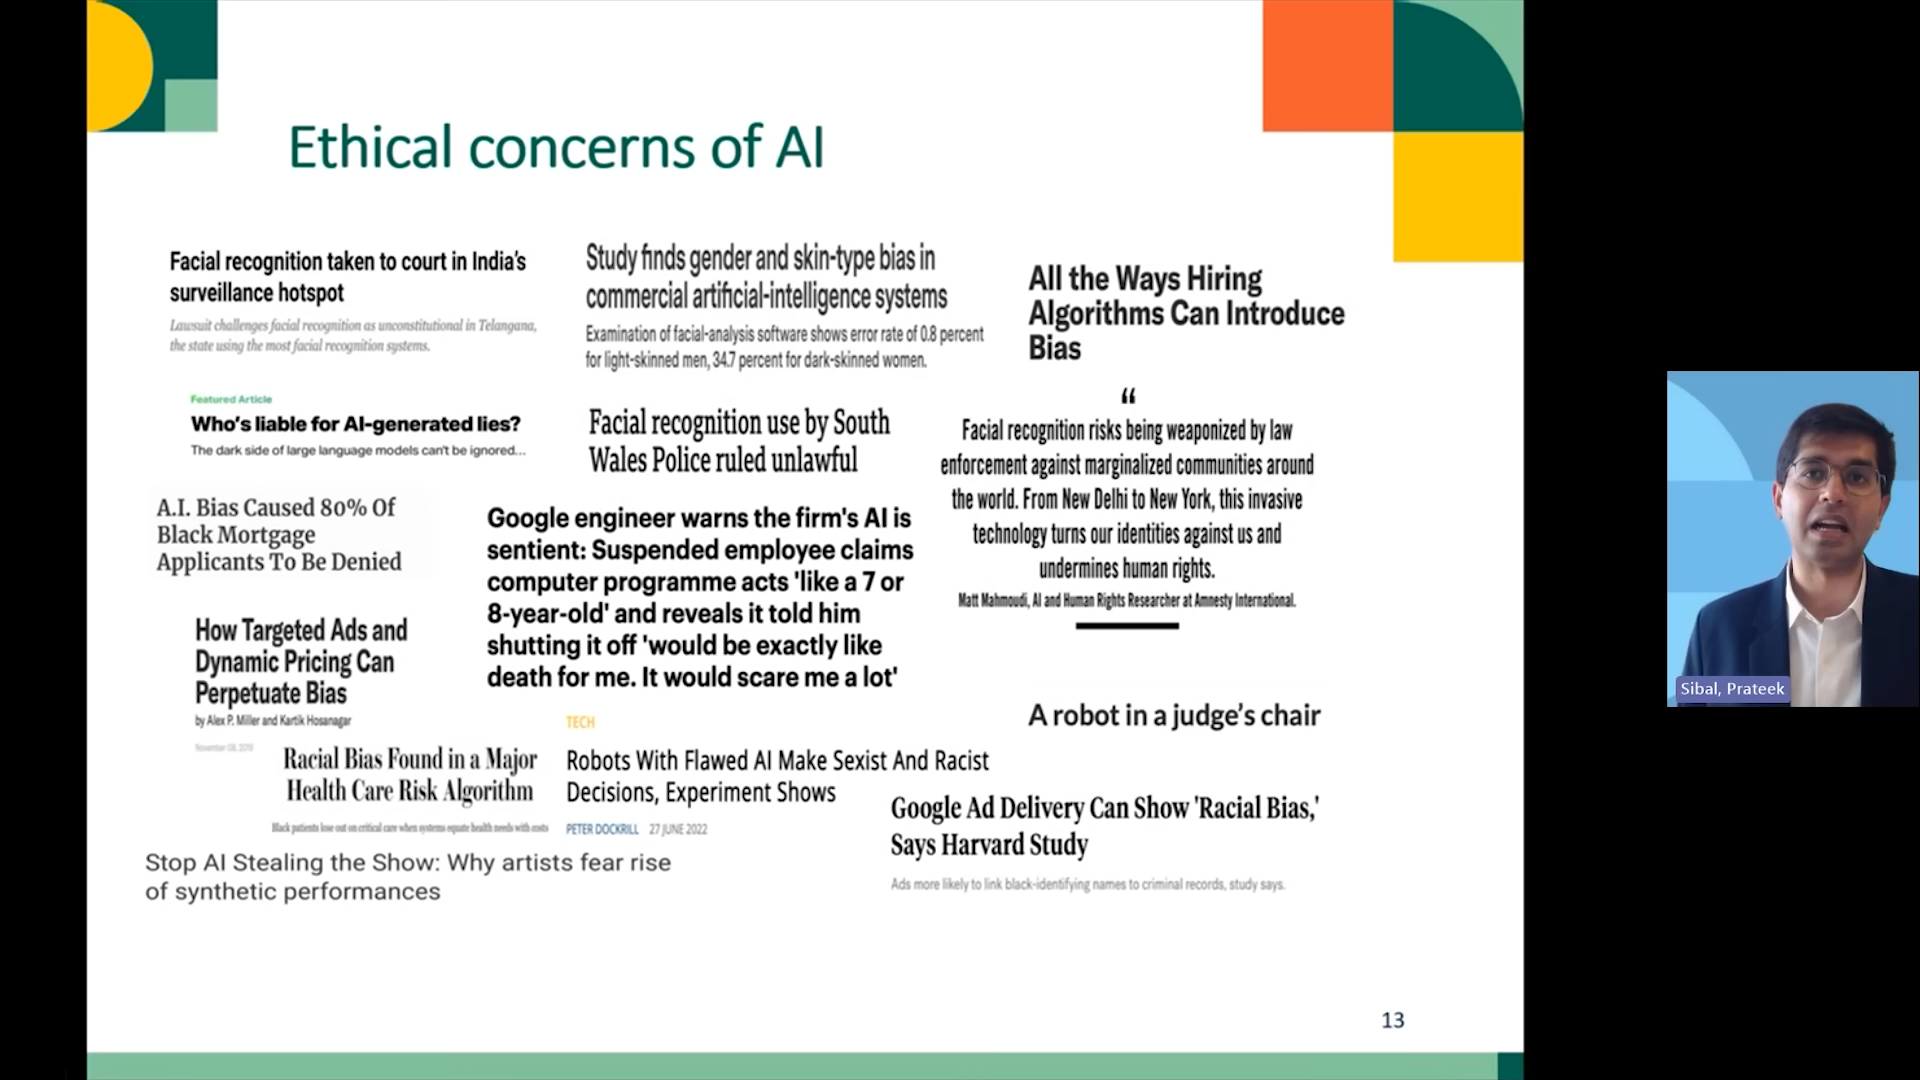 Ethical concerns of AI
Facial recognition taken to court in India's
surveillance hotspot
Lawsuit challenges facial recognition as unconstitutional in Telangana,
the state using the most facial recognition systems.
Study finds gender and skin-type bias in
commercial artificial-intelligence systems
Examination of facial-analysis software shows error rate of 0.8 percent
for light-skinned men, 34.7 percent for dark-skinned women.
All the Ways Hiring
Algorithms Can Introduce
Bias
Featured Article
Who's liable for AI-generated lies?
The dark side of large language models can't be ignored...
Facial recognition use by South
Wales Police ruled unlawful
“
Facial recognition risks being weaponized by law
enforcement against marginalized communities around
the world. From New Delhi to New York, this invasive
technology turns our identities against us and
undermines human rights.
Matt Mahmoudi, AI and Human Rights Researcher at Amnesty International.
A.I. Bias Caused 80% Of
Black Mortgage
Applicants To Be Denied
Google engineer warns the firm's AI is
sentient: Suspended employee claims
computer programme acts 'like a 7 or
8-year-old' and reveals it told him
shutting it off 'would be exactly like
death for me. It would scare me a lot'
How Targeted Ads and
Dynamic Pricing Can
Perpetuate Bias
by Alex P. Miller and Kartik Hosanagar
A robot in a judge's chair
Racial Bias Found in a Major
Health Care Risk Algorithm
Black patients lose out on critical care when systems equate health needs with costs
TECH
Robots With Flawed AI Make Sexist And Racist
Decisions, Experiment Shows
PETER DOCKRILL 27 JUNE 2022
Google Ad Delivery Can Show 'Racial Bias,'
Says Harvard Study
Ads more likely to link black-identifying names to criminal records, study says.
Stop AI Stealing the Show: Why artists fear rise
of synthetic performances
13
Sibal, Prateek